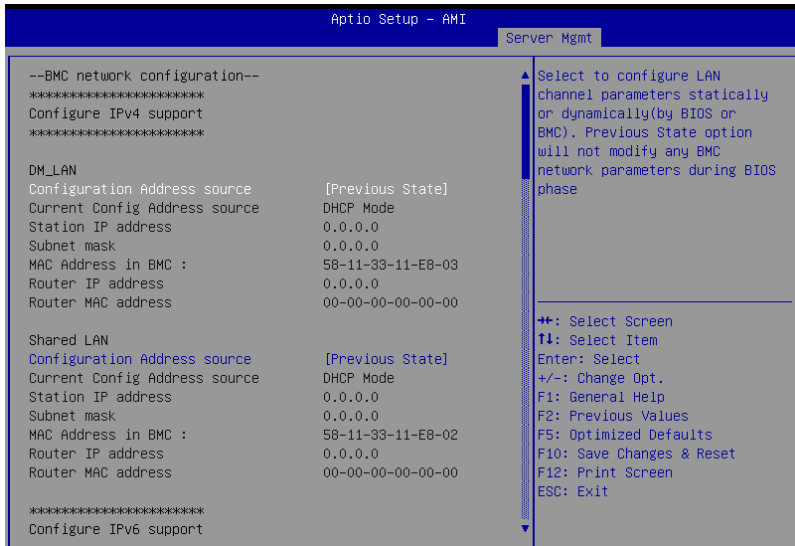 Aptio Setup – AMI
Server Mgmt
--BMC network configuration--
***********************
Configure IPv4 support
***********************
DM_LAN
Configuration Address source [Previous State]
Current Config Address source DHCP Mode
Station IP address 0.0.0.0
Subnet mask 0.0.0.0
MAC Address in BMC : 58-11-33-11-E8-03
Router IP address 0.0.0.0
Router MAC address 00-00-00-00-00-00
Shared LAN
Configuration Address source [Previous State]
Current Config Address source DHCP Mode
Station IP address 0.0.0.0
Subnet mask 0.0.0.0
MAC Address in BMC : 58-11-33-11-E8-02
Router IP address 0.0.0.0
Router MAC address 00-00-00-00-00-00
***********************
Configure IPv6 support
Select to configure LAN
channel parameters statically
or dynamically(by BIOS or
BMC). Previous State option
will not modify any BMC
network parameters during BIOS
phase
→←: Select Screen
↑↓: Select Item
Enter: Select
+/-: Change Opt.
F1: General Help
F2: Previous Values
F5: Optimized Defaults
F10: Save Changes & Reset
F12: Print Screen
ESC: Exit